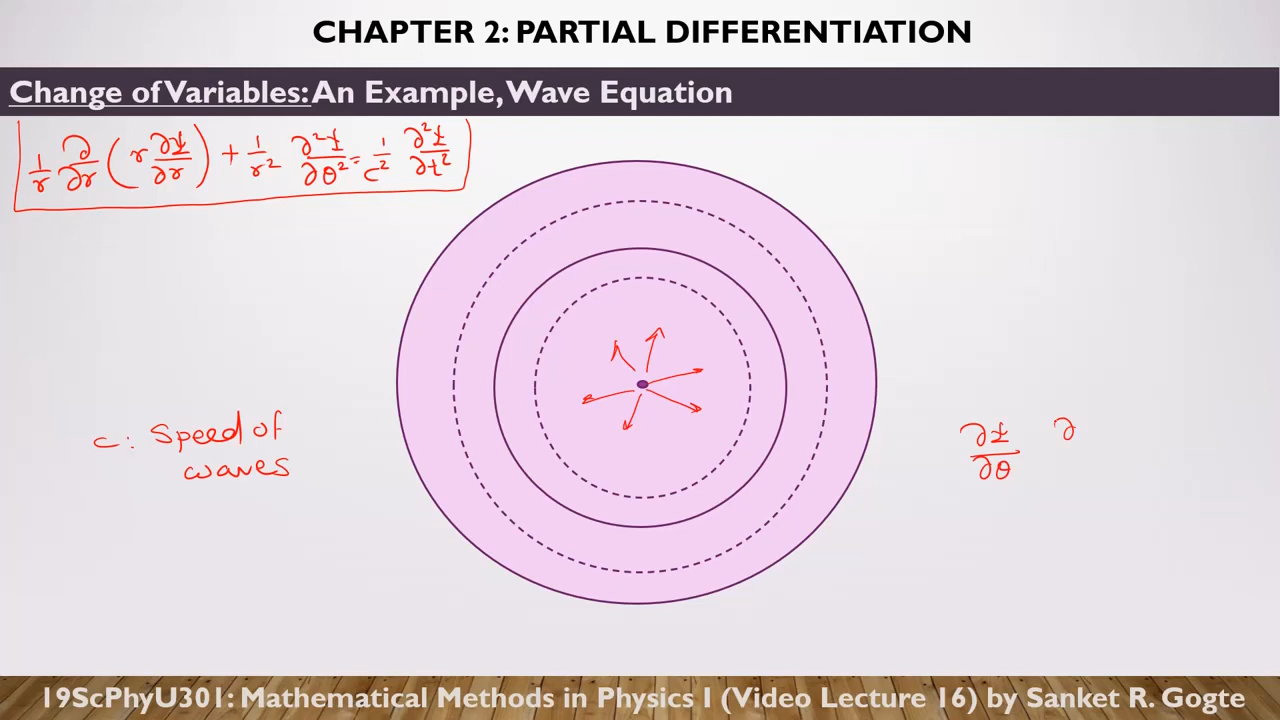 CHAPTER 2: PARTIAL DIFFERENTIATION
Change of Variables: An Example, Wave Equation
1/r ∂/∂r (r ∂Ψ/∂r) + 1/r² ∂²Ψ/∂θ² = 1/c² ∂²Ψ/∂t²
c: Speed of
waves
∂Ψ/∂θ ∂
19ScPhyU301: Mathematical Methods in Physics I (Video Lecture 16) by Sanket R. Gogte